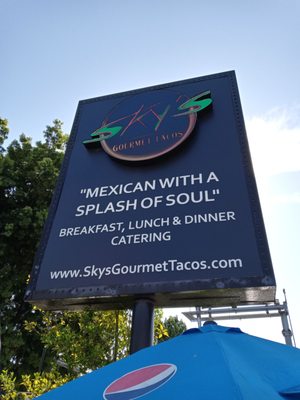 SKY'S
GOURMET TACOS
"MEXICAN WITH A
SPLASH OF SOUL"
BREAKFAST, LUNCH & DINNER
CATERING
www.SkysGourmetTacos.com